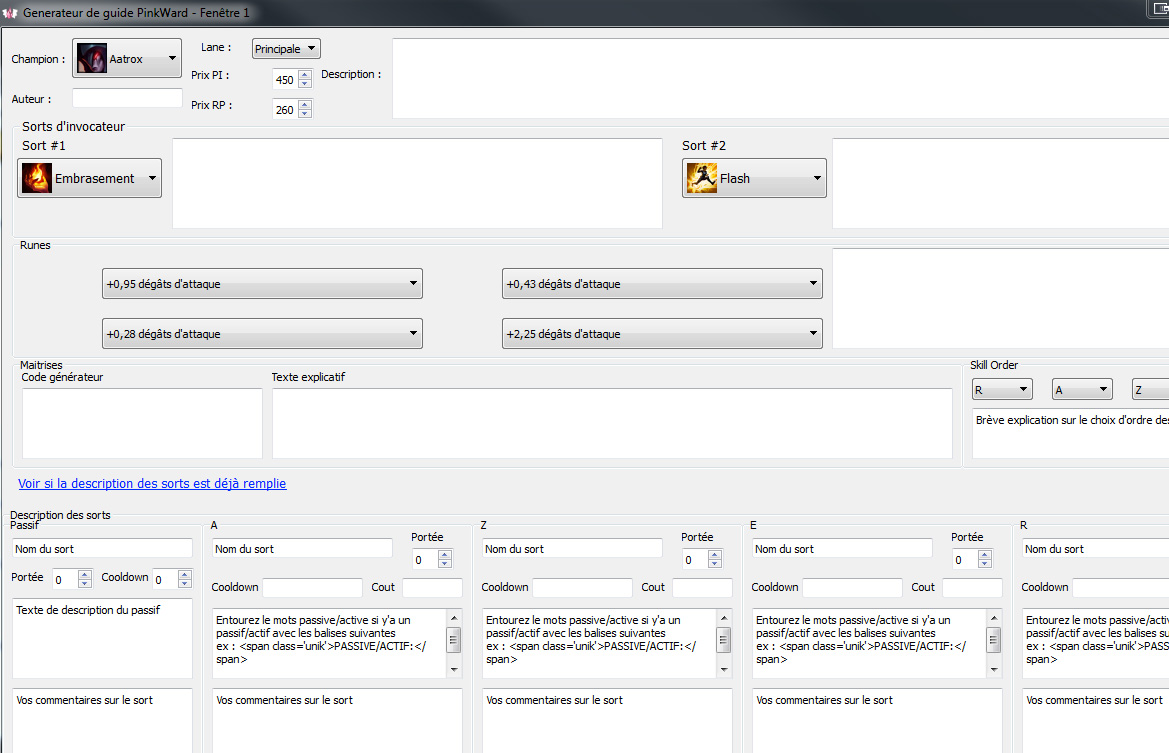 Generateur de guide PinkWard - Fenêtre 1
Champion :
Aatrox
Lane :
Principale
Prix PI :
450
Description :
Auteur :
Prix RP :
260
Sorts d'invocateur
Sort #1
Embrasement
Sort #2
Flash
Runes
+0,95 dégâts d'attaque
+0,43 dégâts d'attaque
+0,28 dégâts d'attaque
+2,25 dégâts d'attaque
Maitrises
Code générateur
Texte explicatif
Skill Order
R
A
Z
Brève explication sur le choix d'ordre des
Voir si la description des sorts est déjà remplie
Description des sorts
Passif
Nom du sort
Portée
0
Cooldown
0
Texte de description du passif
Vos commentaires sur le sort
A
Portée
Nom du sort
0
Cooldown
Cout
Entourez le mots passive/active si y'a un
passif/actif avec les balises suivantes
ex : <span class='unik'>PASSIVE/ACTIF:</
span>
Vos commentaires sur le sort
Z
Portée
Nom du sort
0
Cooldown
Cout
Entourez le mots passive/active si y'a un
passif/actif avec les balises suivantes
ex : <span class='unik'>PASSIVE/ACTIF:</
span>
Vos commentaires sur le sort
E
Portée
Nom du sort
0
Cooldown
Cout
Entourez le mots passive/active si y'a un
passif/actif avec les balises suivantes
ex : <span class='unik'>PASSIVE/ACTIF:</
span>
Vos commentaires sur le sort
R
Nom du sort
Cooldown
Entourez le mots passive
passif/actif avec les balise
ex : <span class='unik'>PA
span>
Vos commentaires sur le sort